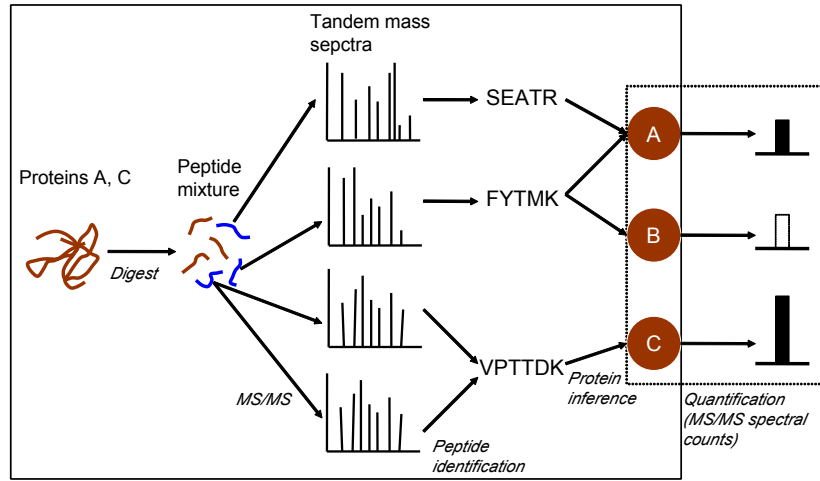 Tandem mass
sepctra
SEATR
A
Proteins A, C
Peptide
mixture
FYTMK
Digest
B
VPTTDK
C
MS/MS
Protein
inference
Quantification
(MS/MS spectral
counts)
Peptide
identification